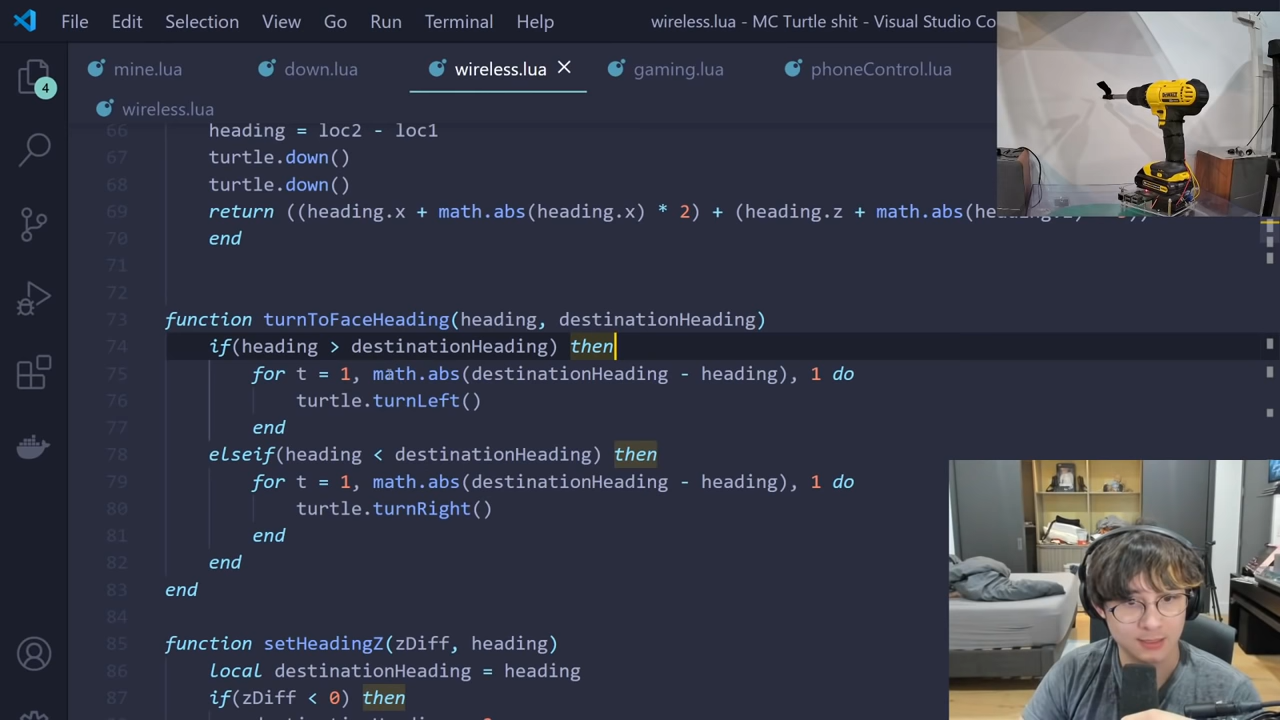 File Edit Selection View Go Run Terminal Help wireless.lua - MC Turtle shit - Visual Studio Co
mine.lua down.lua wireless.lua gaming.lua phoneControl.lua
4
wireless.lua
66 heading = loc2 - loc1
67 turtle.down()
68 turtle.down()
69 return ((heading.x + math.abs(heading.x) * 2) + (heading.z + math.abs(he
70 end
71
72
73 function turnToFaceHeading(heading, destinationHeading)
74 if(heading > destinationHeading) then
75 for t = 1, math.abs(destinationHeading - heading), 1 do
76 turtle.turnLeft()
77 end
78 elseif(heading < destinationHeading) then
79 for t = 1, math.abs(destinationHeading - heading), 1 do
80 turtle.turnRight()
81 end
82 end
83 end
84
85 function setHeadingZ(zDiff, heading)
86 local destinationHeading = heading
87 if(zDiff < 0) then
DEWALT